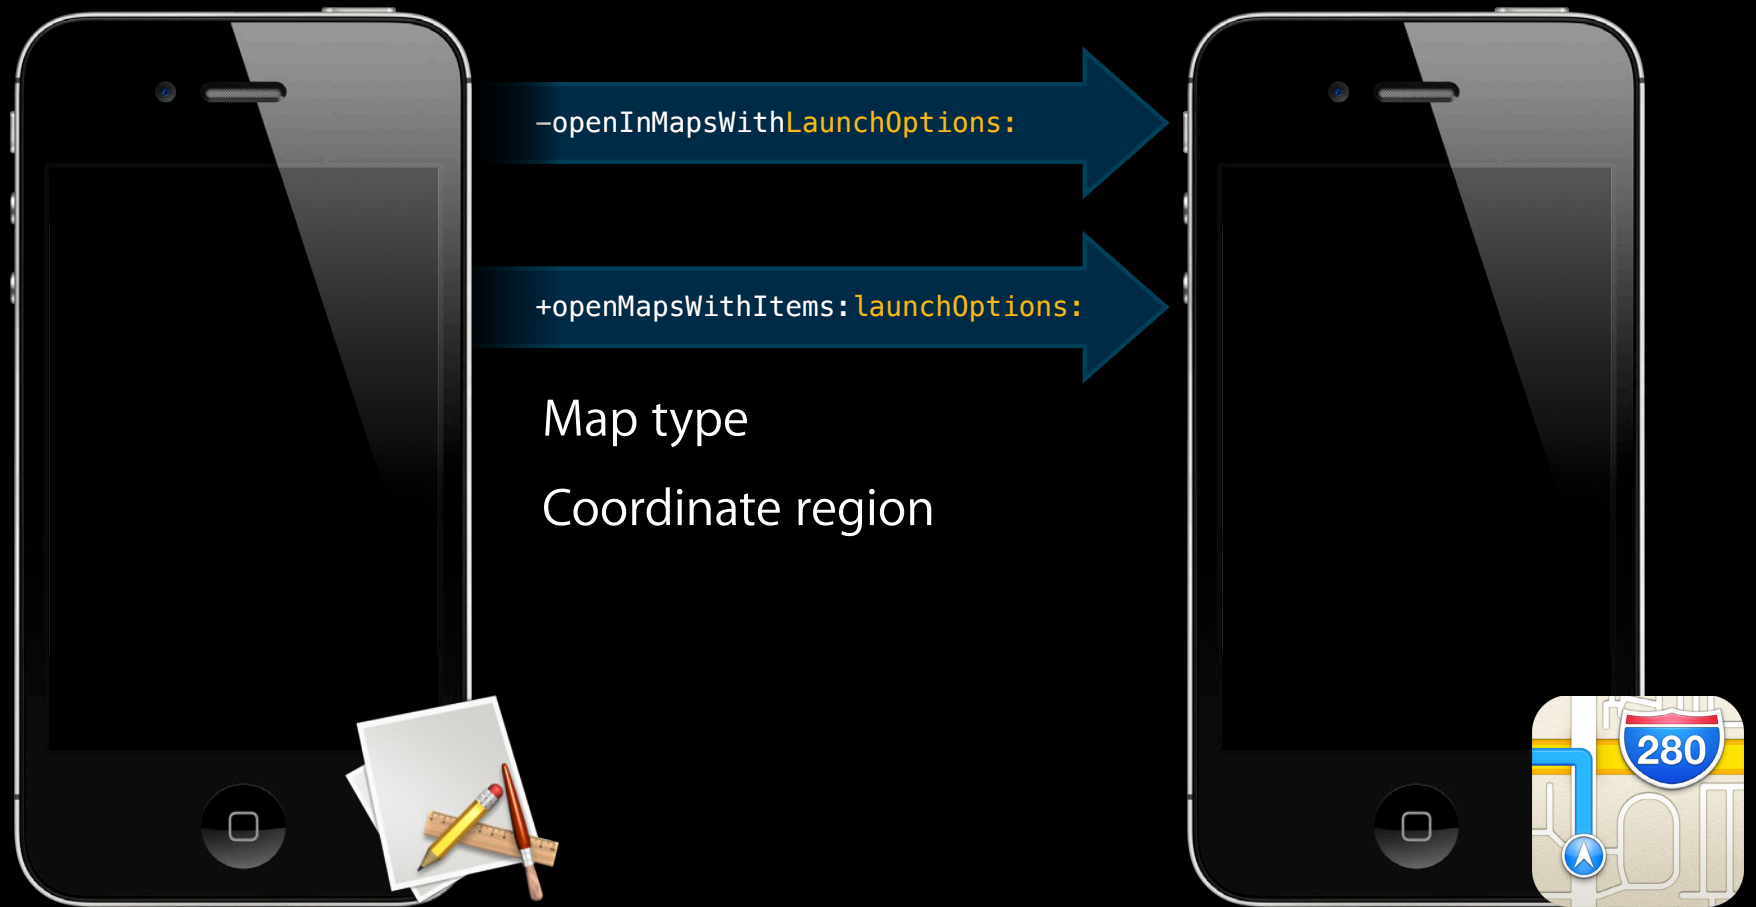 –openInMapsWithLaunchOptions:
+openMapsWithItems:launchOptions:
Map type
Coordinate region
280